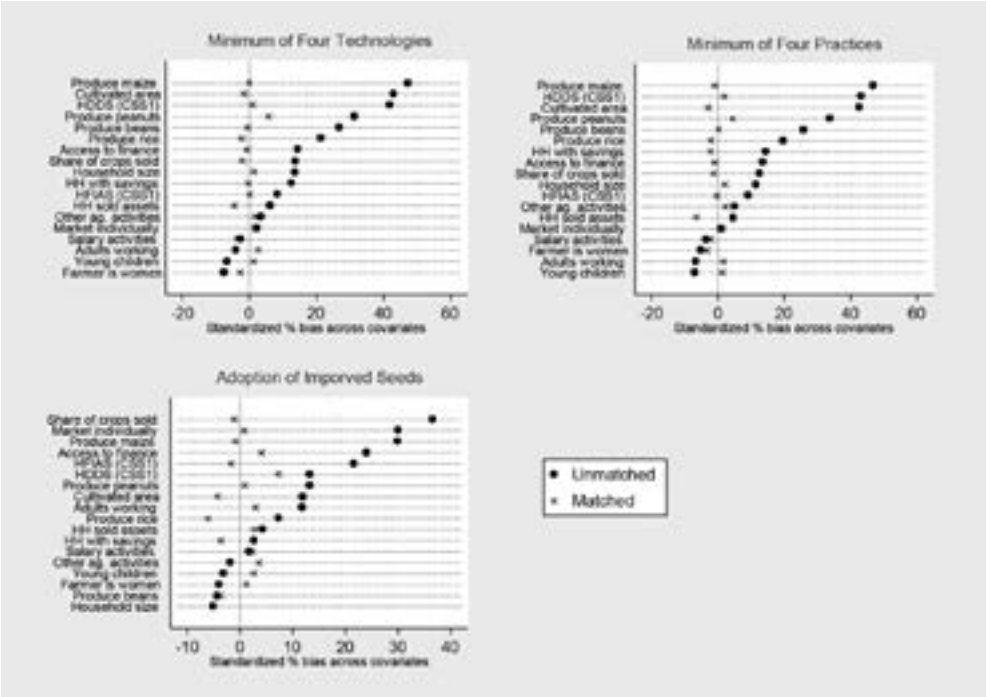 Minimum of Four Technologies
Produce maize
Cultivated area
HDDS (CSS1)
Produce peanuts
Produce beans
Produce rice
Access to finance
Share of crops sold
Household size
HH with savings
HFIAS (CSS1)
HH sold assets
Other ag. activities
Market individually
Salary activities
Adults working
Young children
Farmer is women
-20 0 20 40 60
Standardized % bias across covariates
Minimum of Four Practices
Produce maize
HDDS (CSS1)
Cultivated area
Produce peanuts
Produce beans
Produce rice
HH with savings
Access to finance
Share of crops sold
Household size
HFIAS (CSS1)
Other ag. activities
HH sold assets
Market individually
Salary activities
Farmer is women
Adults working
Young children
-20 0 20 40 60
Standardized % bias across covariates
Adoption of Imporved Seeds
Share of crops sold
Market individually
Produce maize
Access to finance
HFIAS (CSS1)
HDDS (CSS1)
Produce peanuts
Cultivated area
Adults working
Produce rice
HH sold assets
HH with savings
Salary activities
Other ag. activities
Young children
Farmer is women
Produce beans
Household size
-10 0 10 20 30 40
Standardized % bias across covariates
Unmatched
Matched